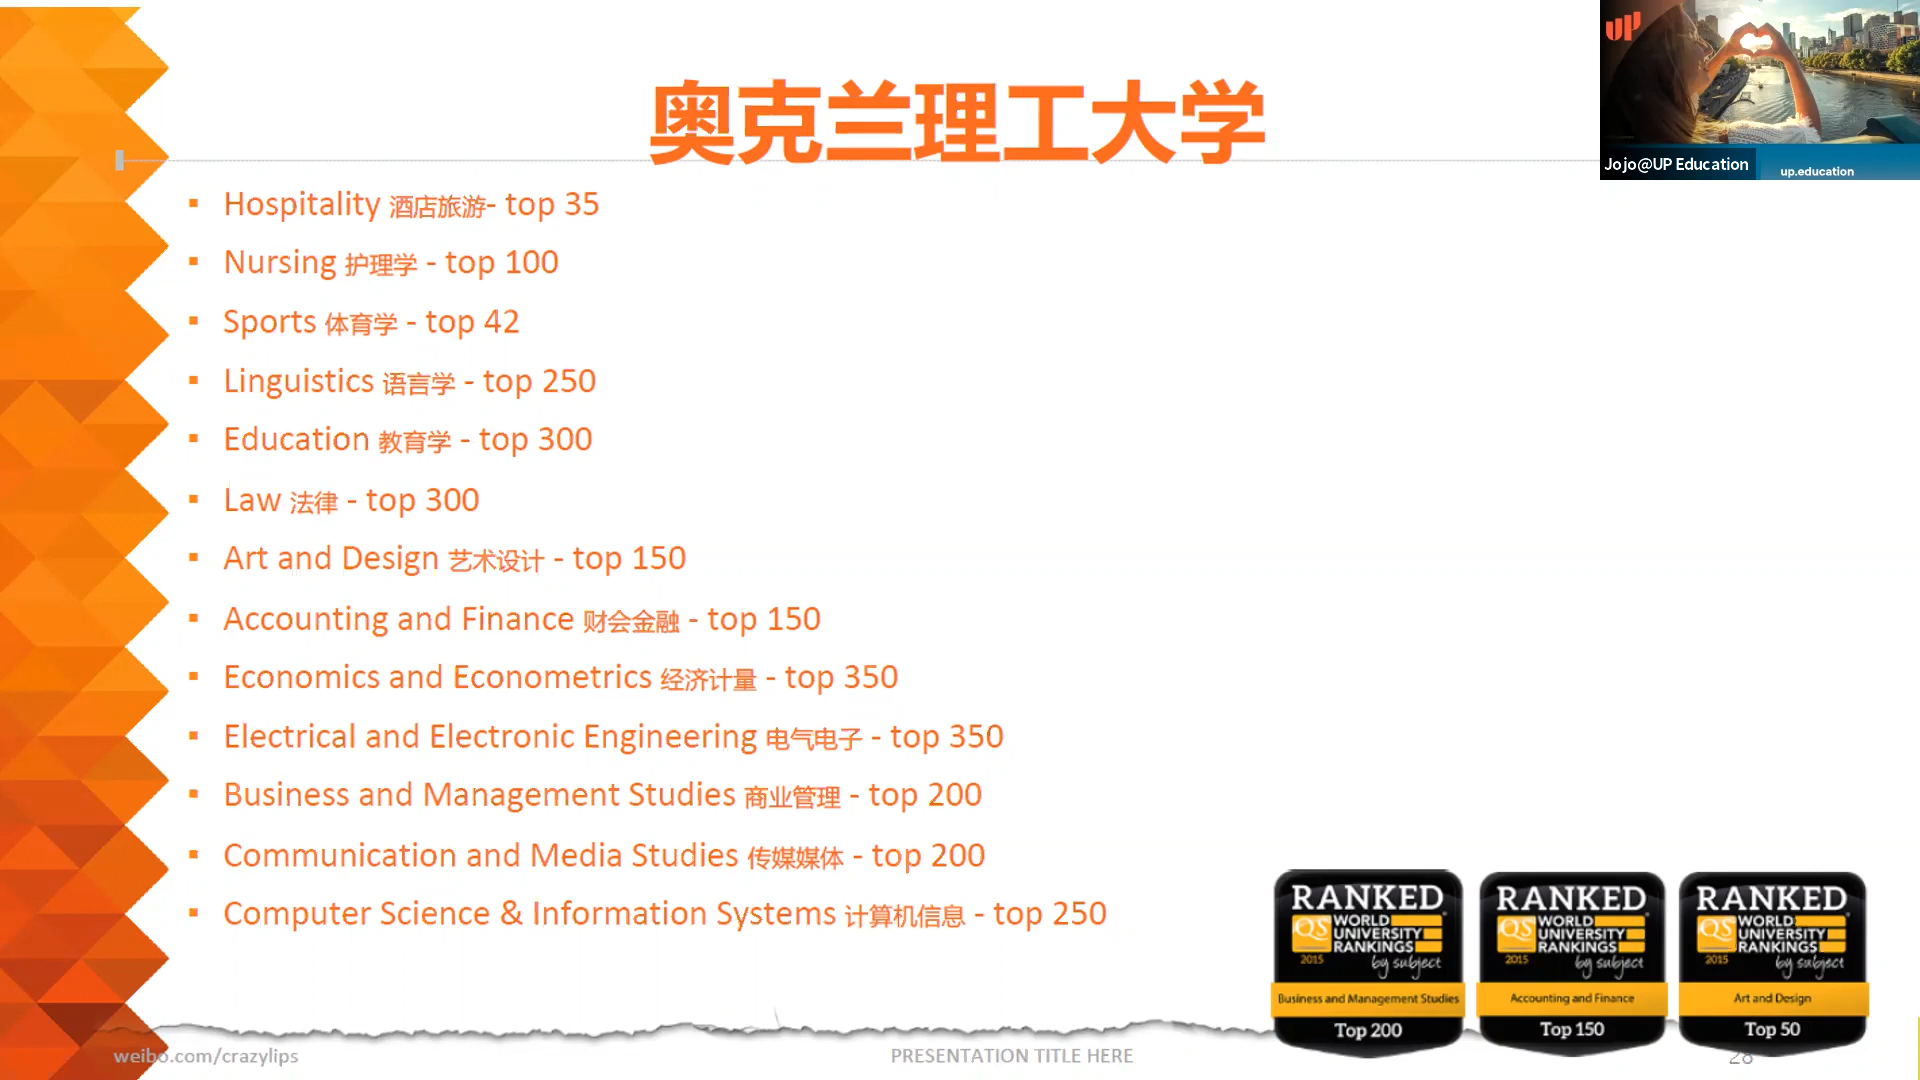 奥克兰理工大学
UP
Jojo@UP Education
up.education
Hospitality 酒店旅游- top 35
Nursing 护理学 - top 100
Sports 体育学 - top 42
Linguistics 语言学 - top 250
Education 教育学 - top 300
Law 法律 - top 300
Art and Design 艺术设计 - top 150
Accounting and Finance 财会金融 - top 150
Economics and Econometrics 经济计量 - top 350
Electrical and Electronic Engineering 电气电子 - top 350
Business and Management Studies 商业管理 - top 200
Communication and Media Studies 传媒媒体 - top 200
Computer Science & Information Systems 计算机信息 - top 250
RANKED
QS WORLD
UNIVERSITY
RANKINGS
2015 by subject
Business and Management Studies
Top 200
RANKED
QS WORLD
UNIVERSITY
RANKINGS
2015 by subject
Accounting and Finance
Top 150
RANKED
QS WORLD
UNIVERSITY
RANKINGS
2015 by subject
Art and Design
Top 50
weibo.com/crazylips
PRESENTATION TITLE HERE
28